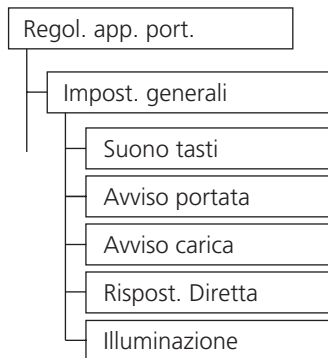 Regol. app. port.
Impost. generali
Suono tasti
Avviso portata
Avviso carica
Rispost. Diretta
Illuminazione